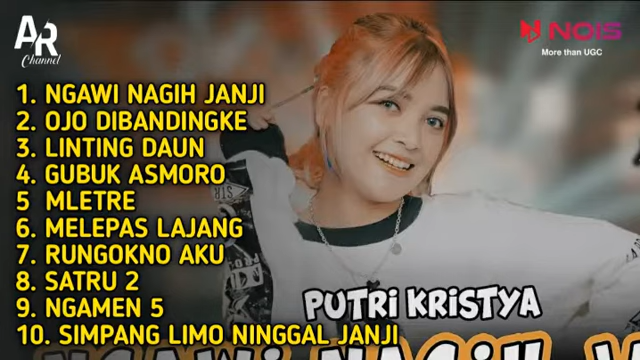 AR
Channel
NOIS
More than UGC
1. NGAWI NAGIH JANJI
2. OJO DIBANDINGKE
3. LINTING DAUN
4. GUBUK ASMORO
5 MLETRE
6. MELEPAS LAJANG
7. RUNGOKNO AKU
8. SATRU 2
9. NGAMEN 5
10. SIMPANG LIMO NINGGAL JANJI
PUTRI KRISTYA
NGAWI NAGIH